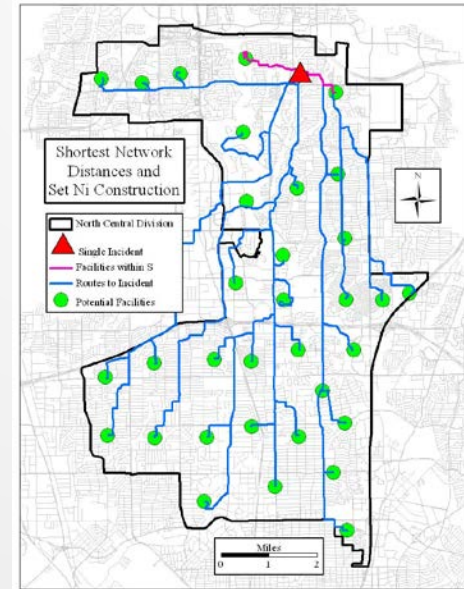 Shortest Network
Distances and
Set Ni Construction
N
North Central Division
Single Incident
Facilities within S
Routes to Incident
Potential Facilities
Miles
0 1 2